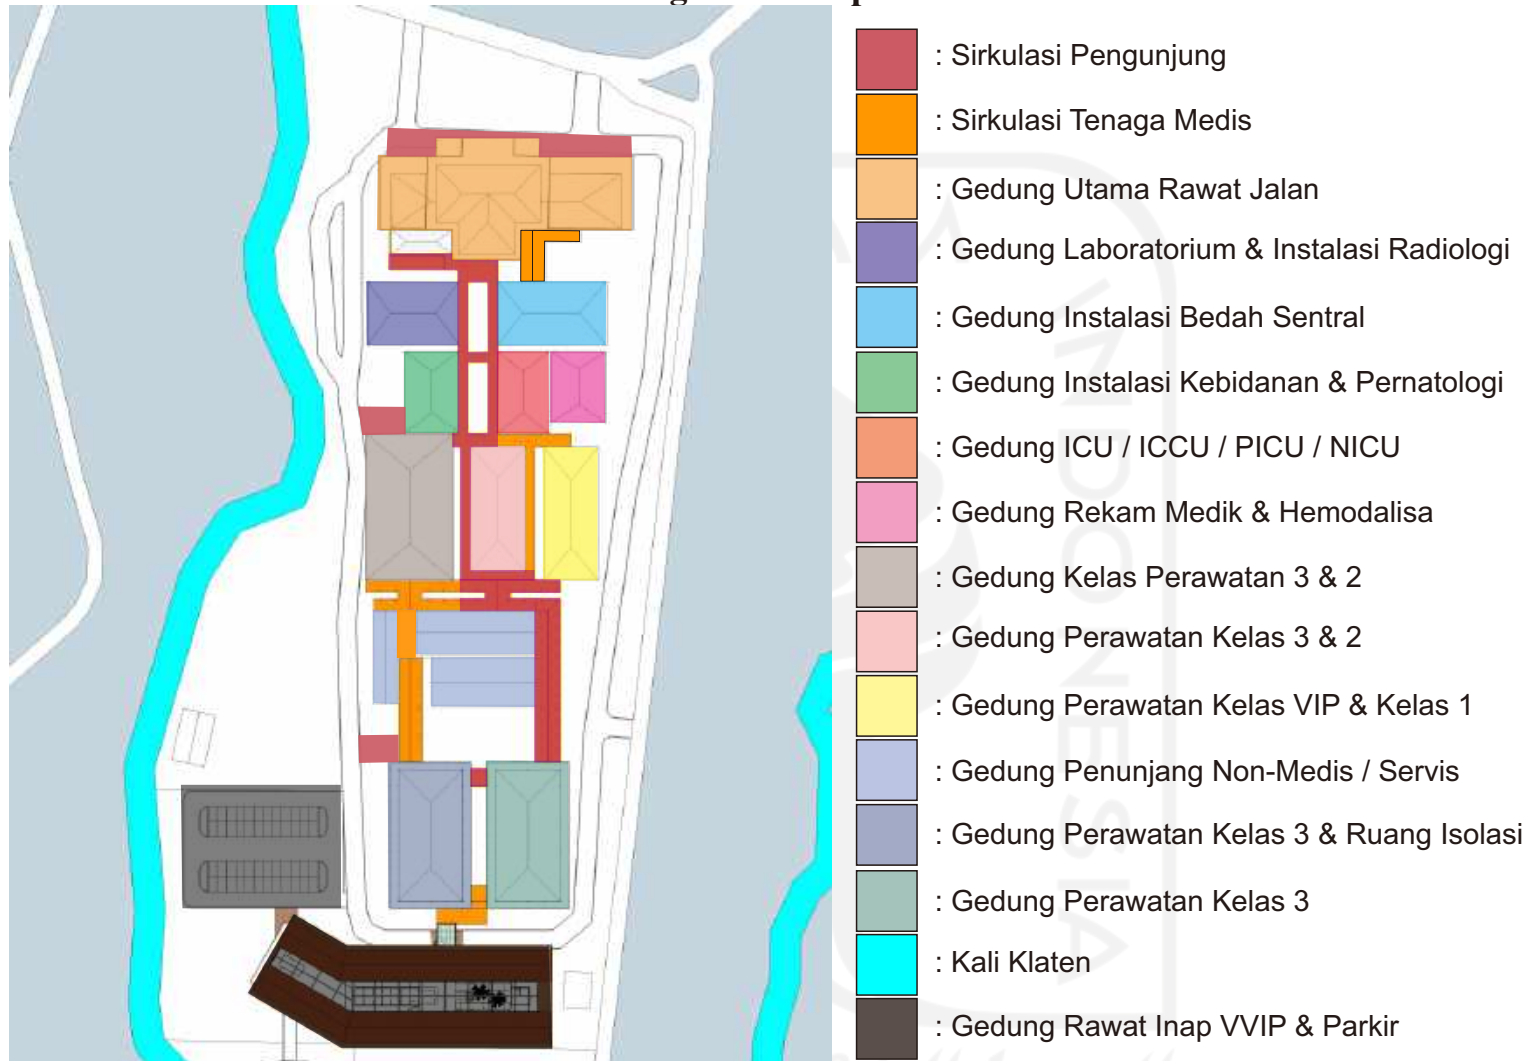 : Sirkulasi Pengunjung
: Sirkulasi Tenaga Medis
: Gedung Utama Rawat Jalan
: Gedung Laboratorium & Instalasi Radiologi
: Gedung Instalasi Bedah Sentral
: Gedung Instalasi Kebidanan & Pernatologi
: Gedung ICU / ICCU / PICU / NICU
: Gedung Rekam Medik & Hemodalisa
: Gedung Kelas Perawatan 3 & 2
: Gedung Perawatan Kelas 3 & 2
: Gedung Perawatan Kelas VIP & Kelas 1
: Gedung Penunjang Non-Medis / Servis
: Gedung Perawatan Kelas 3 & Ruang Isolasi
: Gedung Perawatan Kelas 3
: Kali Klaten
: Gedung Rawat Inap VVIP & Parkir
INDONESIA